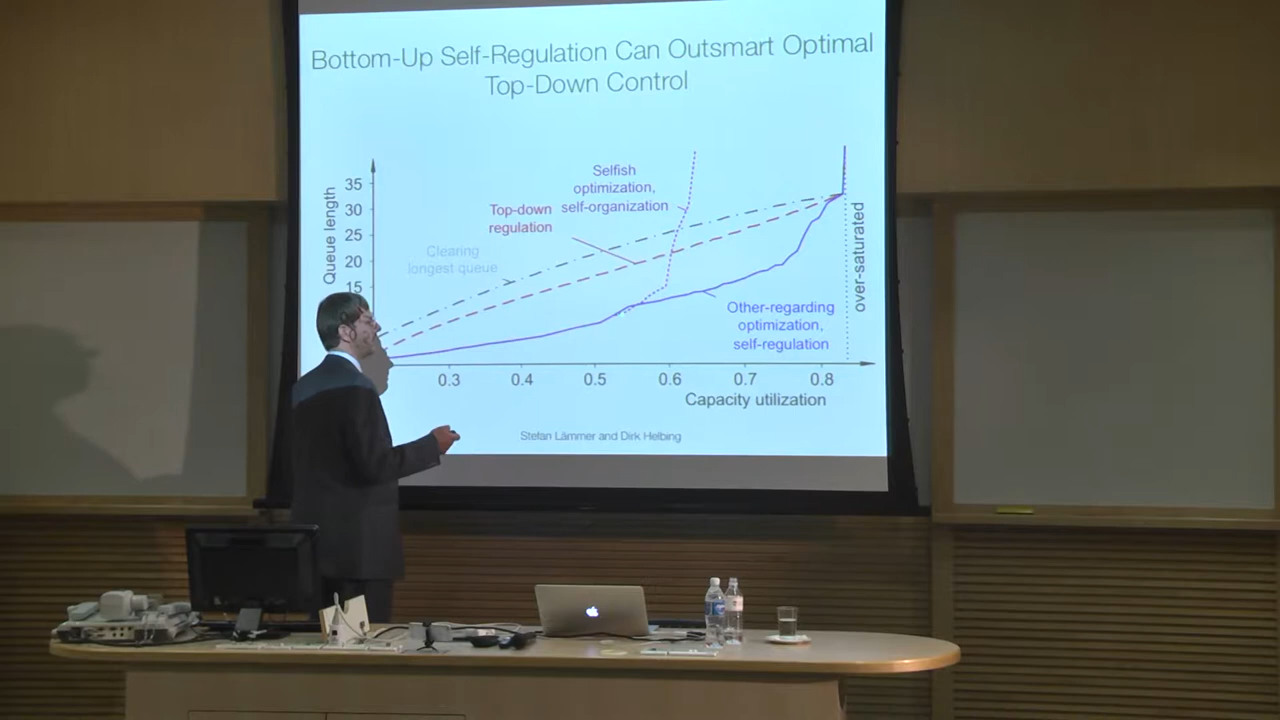 Bottom-Up Self-Regulation Can Outsmart Optimal
Top-Down Control
Queue length
35
30
25
20
15
Clearing
longest queue
Top-down
regulation
Selfish
optimization,
self-organization
Other-regarding
optimization,
self-regulation
over-saturated
0.3
0.4
0.5
0.6
0.7
0.8
Capacity utilization
Stefan Lämmer and Dirk Helbing